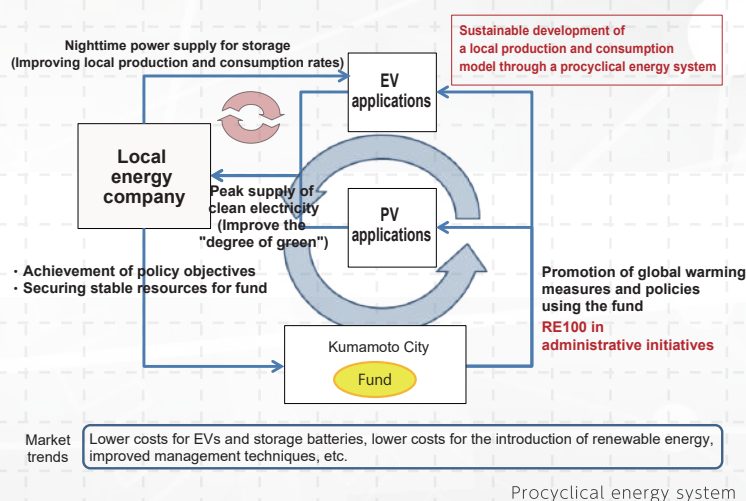 Nighttime power supply for storage
(Improving local production and consumption rates)
Sustainable development of
a local production and consumption
model through a procyclical energy system
EV
applications
Local
energy
company
Peak supply of
clean electricity
(Improve the
"degree of green")
PV
applications
・Achievement of policy objectives
・Securing stable resources for fund
Promotion of global warming
measures and policies
using the fund
RE100 in
administrative initiatives
Kumamoto City
Fund
Market
trends
Lower costs for EVs and storage batteries, lower costs for the introduction of renewable energy,
improved management techniques, etc.
Procyclical energy system